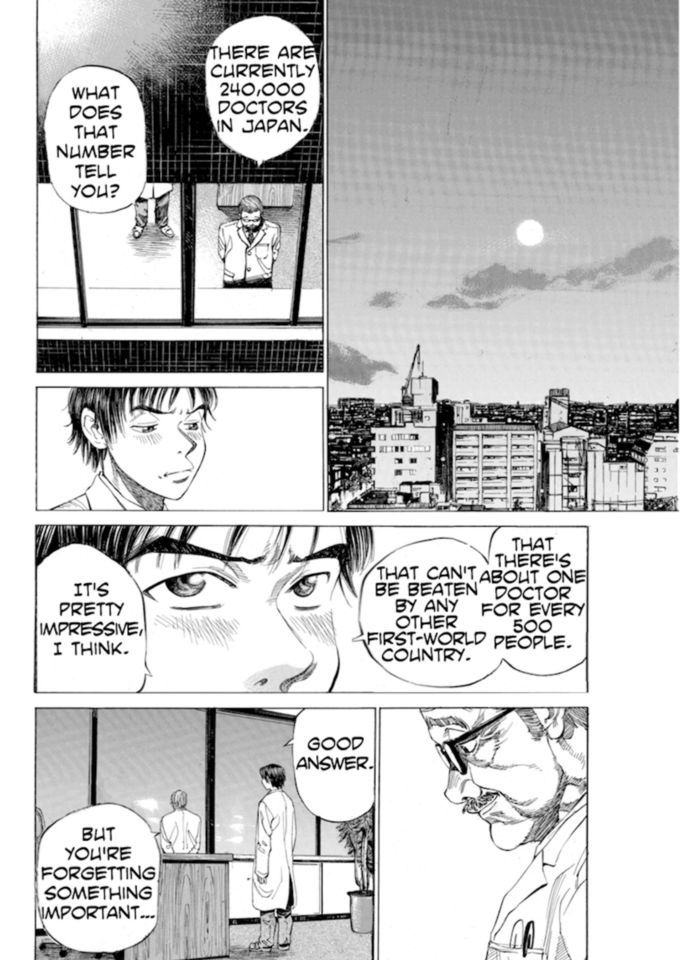 THERE ARE
CURRENTLY
240,000
DOCTORS
IN JAPAN.
WHAT
DOES
THAT
NUMBER
TELL
YOU?
THAT
THERE'S
ABOUT ONE
DOCTOR
FOR EVERY
500
PEOPLE.
THAT CAN'T
BE BEATEN
BY ANY
OTHER
FIRST-WORLD
COUNTRY.
IT'S
PRETTY
IMPRESSIVE,
I THINK.
GOOD
ANSWER.
BUT
YOU'RE
FORGETTING
SOMETHING
IMPORTANT...